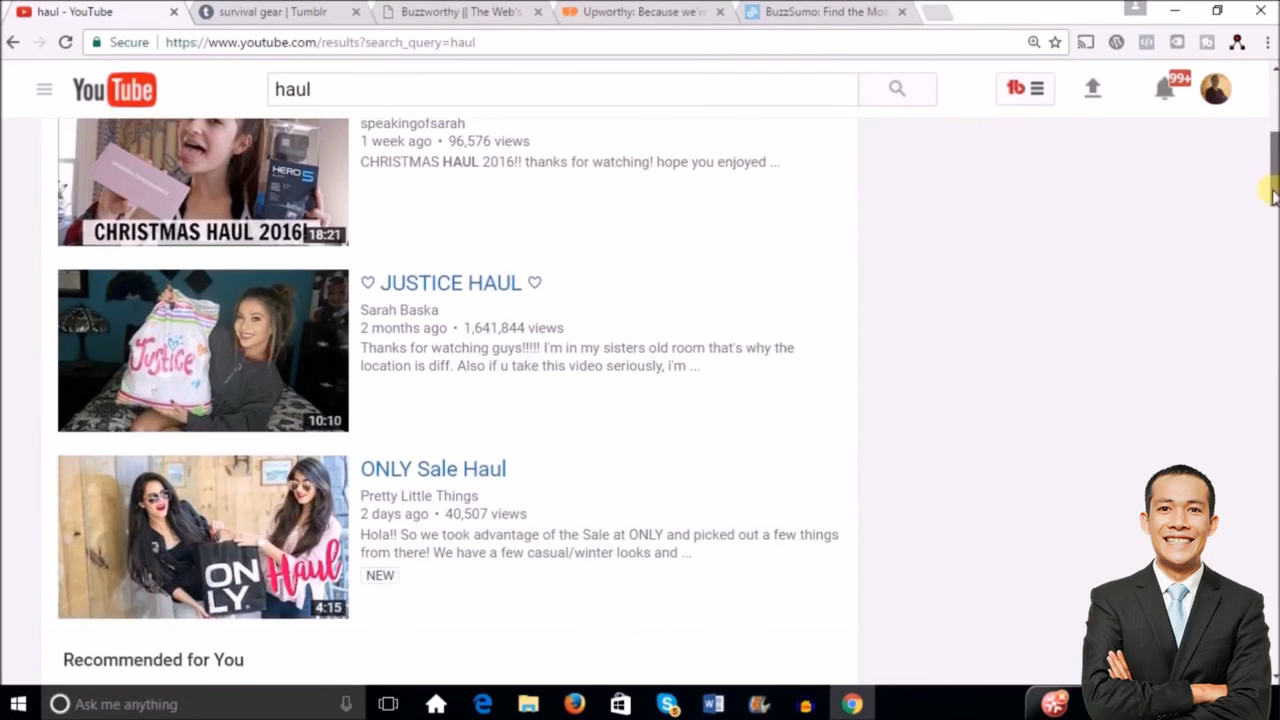 haul - YouTube
survival gear | Tumblr
Buzzworthy || The Web's
Upworthy: Because we'r
BuzzSumo: Find the Mos
Secure
https://www.youtube.com/results?search_query=haul
YouTube
haul
99+
speakingofsarah
1 week ago • 96,576 views
CHRISTMAS HAUL 2016!! thanks for watching! hope you enjoyed ...
HERO5
CHRISTMAS HAUL 2016!
18:21
♡ JUSTICE HAUL ♡
Sarah Baska
2 months ago • 1,641,844 views
Thanks for watching guys!!!!! I'm in my sisters old room that's why the
location is diff. Also if u take this video seriously, i'm ...
Justice
10:10
ONLY Sale Haul
Pretty Little Things
2 days ago • 40,507 views
Hola!! So we took advantage of the Sale at ONLY and picked out a few things
from there! We have a few casual/winter looks and ...
NEW
ON
LY
Haul
4:15
Recommended for You
Ask me anything